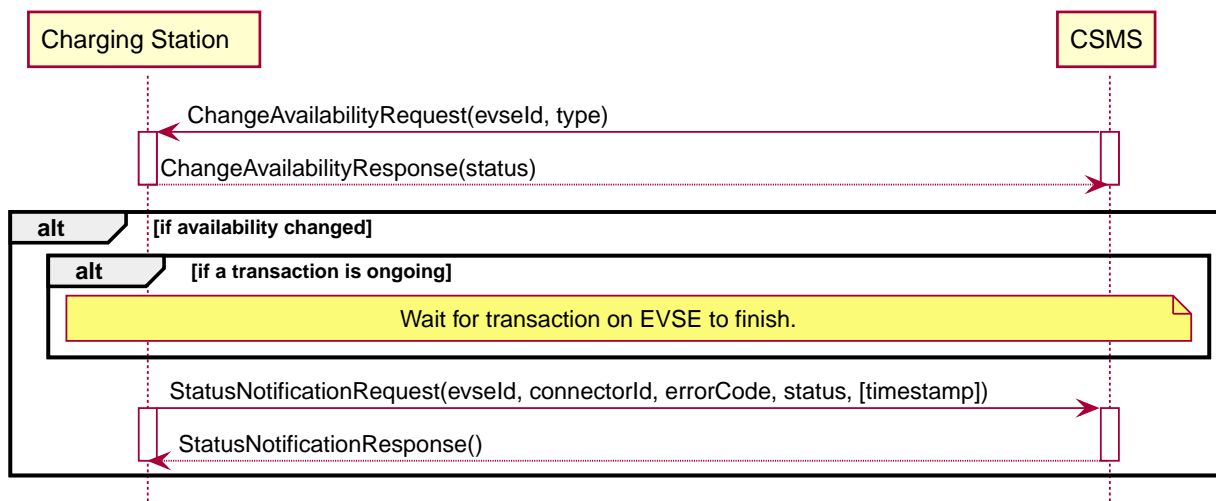 Charging Station
CSMS
ChangeAvailabilityRequest(evseId, type)
ChangeAvailabilityResponse(status)
alt
[if availability changed]
alt
[if a transaction is ongoing]
Wait for transaction on EVSE to finish.
StatusNotificationRequest(evseId, connectorId, errorCode, status, [timestamp])
StatusNotificationResponse()